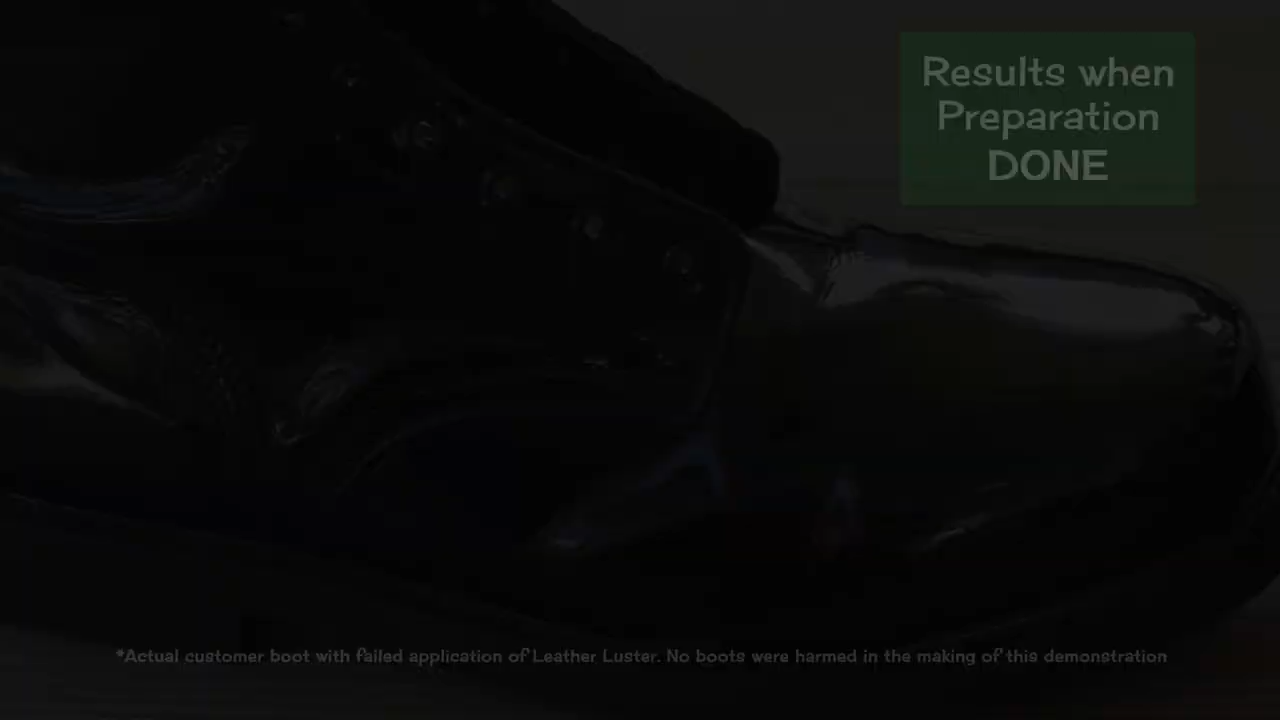 Results when
Preparation
DONE
*Actual customer boot with failed application of Leather Luster. No boots were harmed in the making of this demonstration